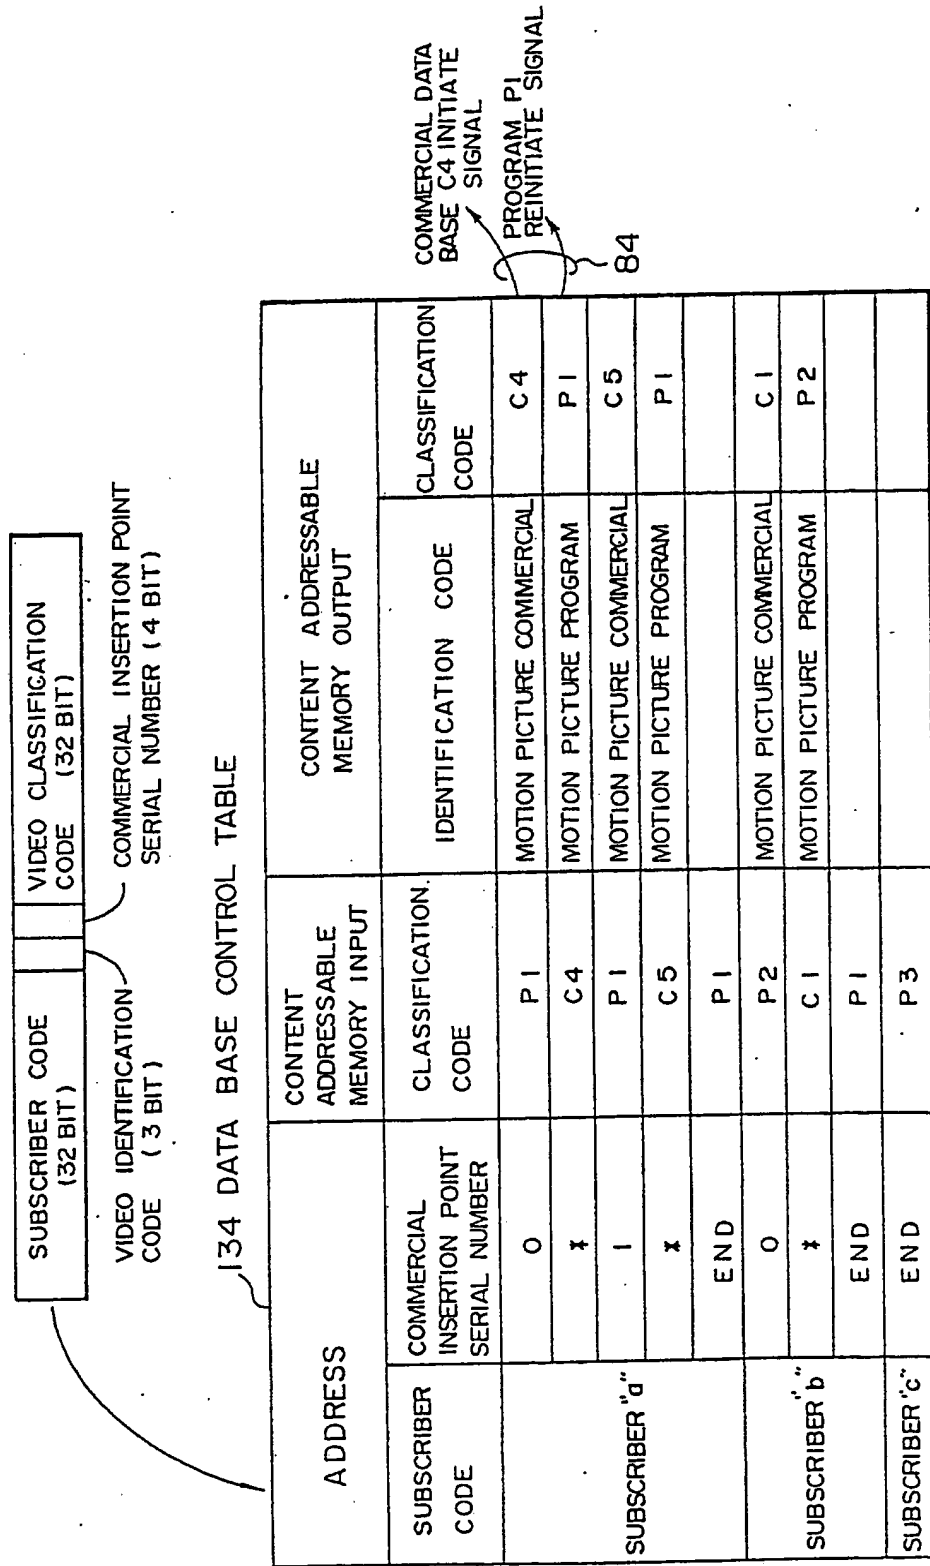 SUBSCRIBER CODE
(32 BIT)
VIDEO CLASSIFICATION
CODE (32 BIT)
VIDEO IDENTIFICATION
CODE (3 BIT)
COMMERCIAL INSERTION POINT
SERIAL NUMBER (4 BIT)
134 DATA BASE CONTROL TABLE
ADDRESS
CONTENT
ADDRESSABLE
MEMORY INPUT
CONTENT ADDRESSABLE
MEMORY OUTPUT
SUBSCRIBER
CODE
COMMERCIAL
INSERTION POINT
SERIAL NUMBER
CLASSIFICATION.
CODE
IDENTIFICATION CODE
CLASSIFICATION
CODE
SUBSCRIBER "a"
0 P1 MOTION PICTURE COMMERCIAL C4
* C4 MOTION PICTURE PROGRAM P1
1 P1 MOTION PICTURE COMMERCIAL C5
* C5 MOTION PICTURE PROGRAM P1
END P1
SUBSCRIBER "b"
0 P2 MOTION PICTURE COMMERCIAL C1
* C1 MOTION PICTURE PROGRAM P2
END P1
SUBSCRIBER "c" END P3
COMMERCIAL DATA
BASE C4 INITIATE
SIGNAL
PROGRAM P1
REINITIATE SIGNAL
84